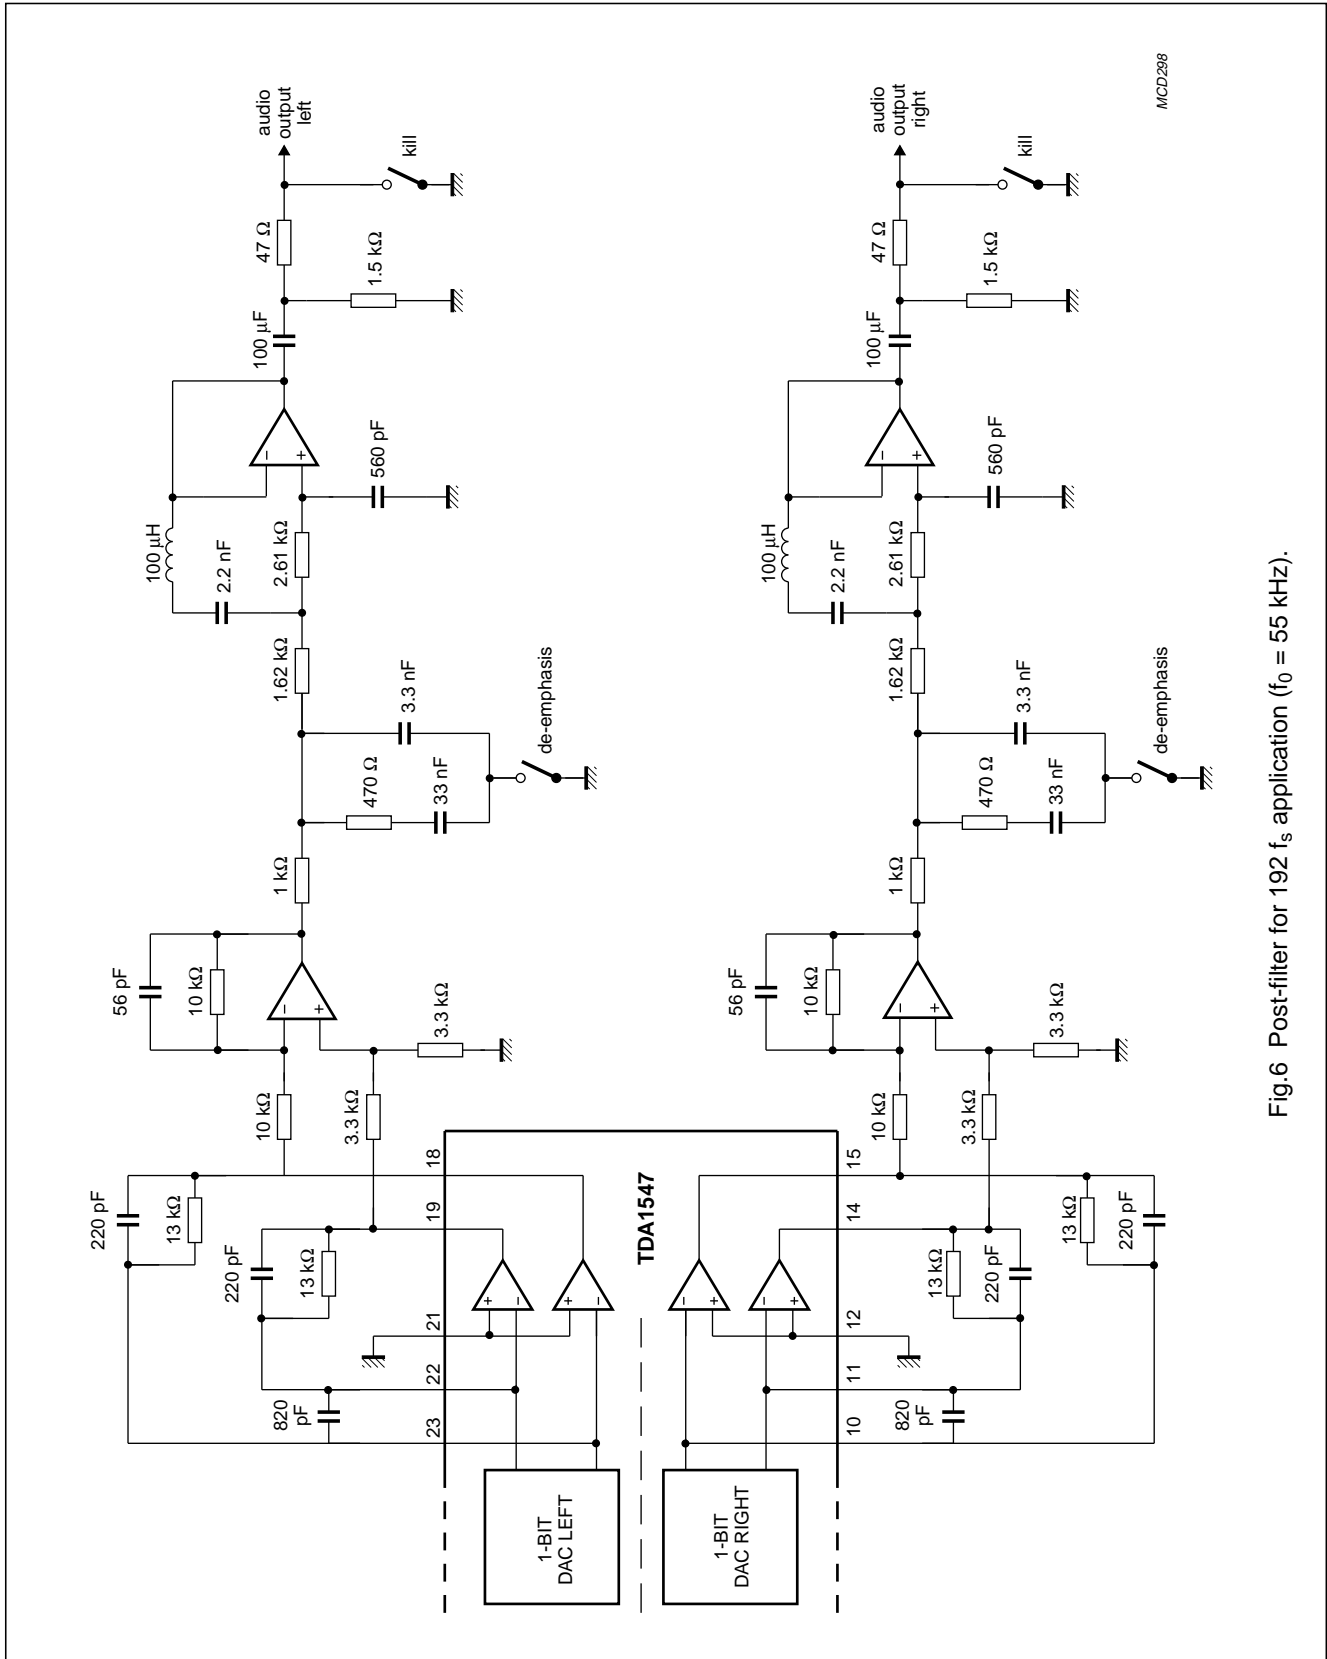 audio
output
left
kill
47 Ω
1.5 kΩ
100 μF
−
+
560 pF
100 μH
2.2 nF
2.61 kΩ
1.62 kΩ
3.3 nF
de-emphasis
470 Ω
33 nF
1 kΩ
56 pF
10 kΩ
−
+
3.3 kΩ
10 kΩ
3.3 kΩ
220 pF
13 kΩ
220 pF
13 kΩ
820
pF
18
19
21
22
23
+
−
+
−
1-BIT
DAC LEFT
TDA1547
audio
output
right
kill
47 Ω
1.5 kΩ
100 μF
−
+
560 pF
100 μH
2.2 nF
2.61 kΩ
1.62 kΩ
3.3 nF
de-emphasis
470 Ω
33 nF
1 kΩ
56 pF
10 kΩ
−
+
3.3 kΩ
10 kΩ
3.3 kΩ
15
14
12
11
10
13 kΩ
220 pF
13 kΩ
220 pF
820
pF
−
+
−
+
1-BIT
DAC RIGHT
MCD298
Fig.6 Post-filter for 192 fs application (f0 = 55 kHz).